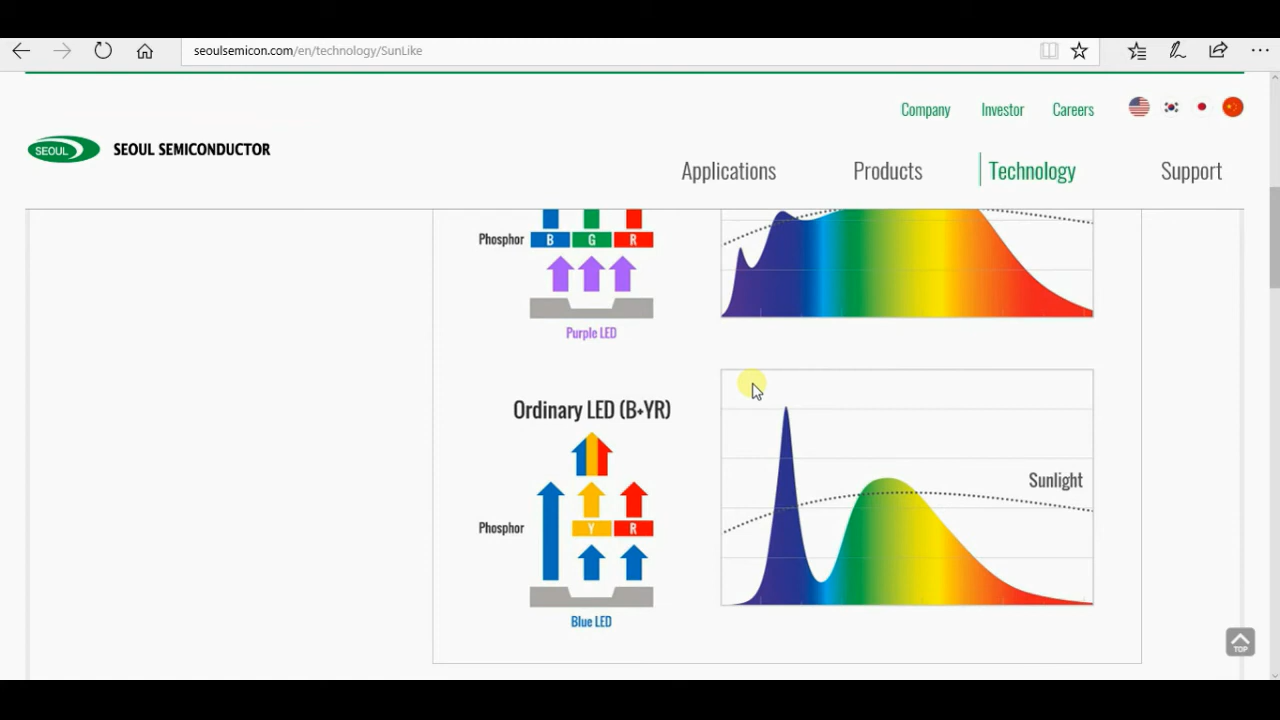 seoulsemicon.com/en/technology/SunLike
Company Investor Careers
SEOUL SEOUL SEMICONDUCTOR
Applications Products Technology Support
Phosphor B G R
Purple LED
Ordinary LED (B+YR)
Sunlight
Phosphor Y R
Blue LED
TOP